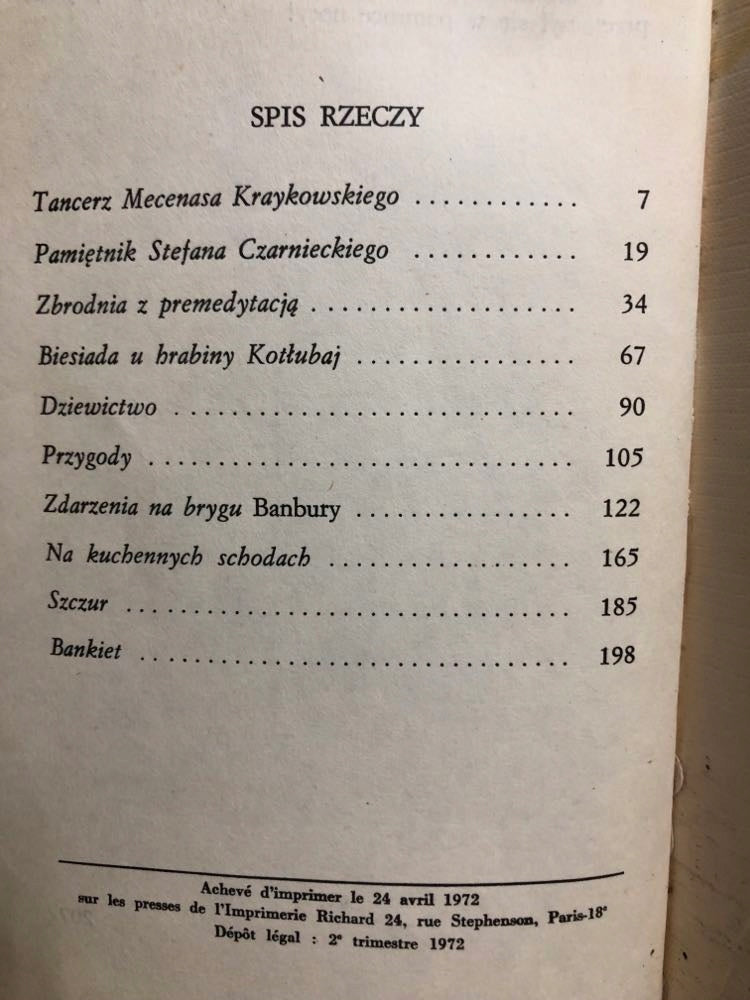 SPIS RZECZY
Tancerz Mecenasa Kraykowskiego . . . . . . . . . . . . 7
Pamiętnik Stefana Czarnieckiego . . . . . . . . . . . . 19
Zbrodnia z premedytacją . . . . . . . . . . . . . . . . . . . 34
Biesiada u hrabiny Kotłubaj . . . . . . . . . . . . . . . . 67
Dziewictwo . . . . . . . . . . . . . . . . . . . . . . . . . . . . . 90
Przygody . . . . . . . . . . . . . . . . . . . . . . . . . . . . . . . 105
Zdarzenia na brygu Banbury . . . . . . . . . . . . . . . . 122
Na kuchennych schodach . . . . . . . . . . . . . . . . . . 165
Szczur . . . . . . . . . . . . . . . . . . . . . . . . . . . . . . . . . 185
Bankiet . . . . . . . . . . . . . . . . . . . . . . . . . . . . . . . . 198
Achevé d'imprimer le 24 avril 1972
sur les presses de l'Imprimerie Richard 24, rue Stephenson, Paris-18ᵉ
Dépôt légal : 2ᵉ trimestre 1972